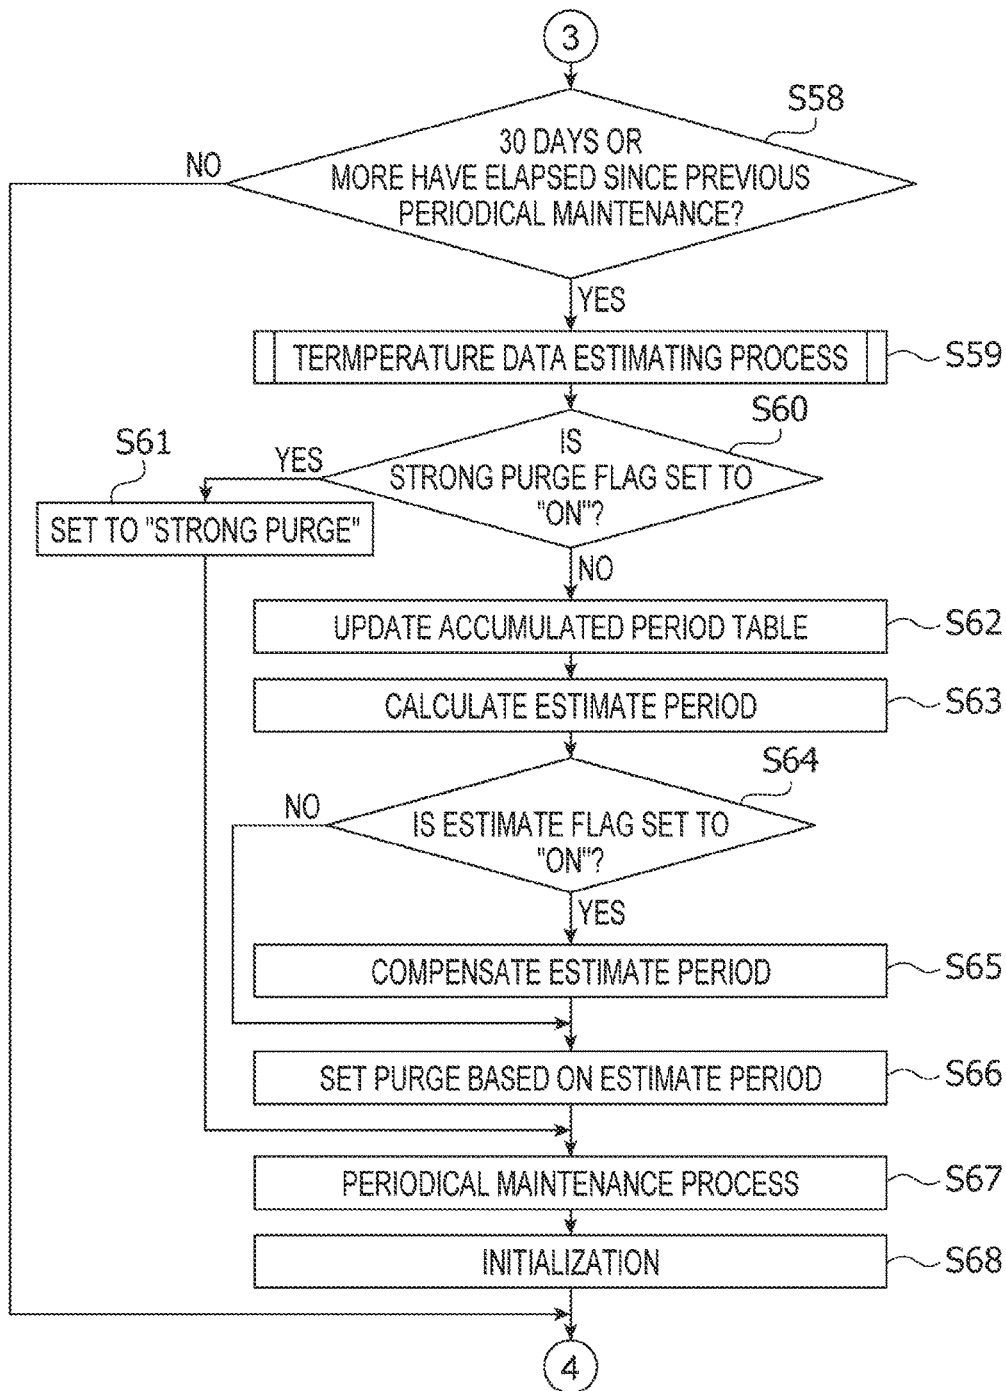 3
S58
30 DAYS OR
MORE HAVE ELAPSED SINCE PREVIOUS
PERIODICAL MAINTENANCE?
NO
YES
TERMPERATURE DATA ESTIMATING PROCESS
S59
S60
IS
STRONG PURGE FLAG SET TO
"ON"?
YES
S61
SET TO "STRONG PURGE"
NO
UPDATE ACCUMULATED PERIOD TABLE
S62
CALCULATE ESTIMATE PERIOD
S63
S64
IS ESTIMATE FLAG SET TO
"ON"?
NO
YES
COMPENSATE ESTIMATE PERIOD
S65
SET PURGE BASED ON ESTIMATE PERIOD
S66
PERIODICAL MAINTENANCE PROCESS
S67
INITIALIZATION
S68
4